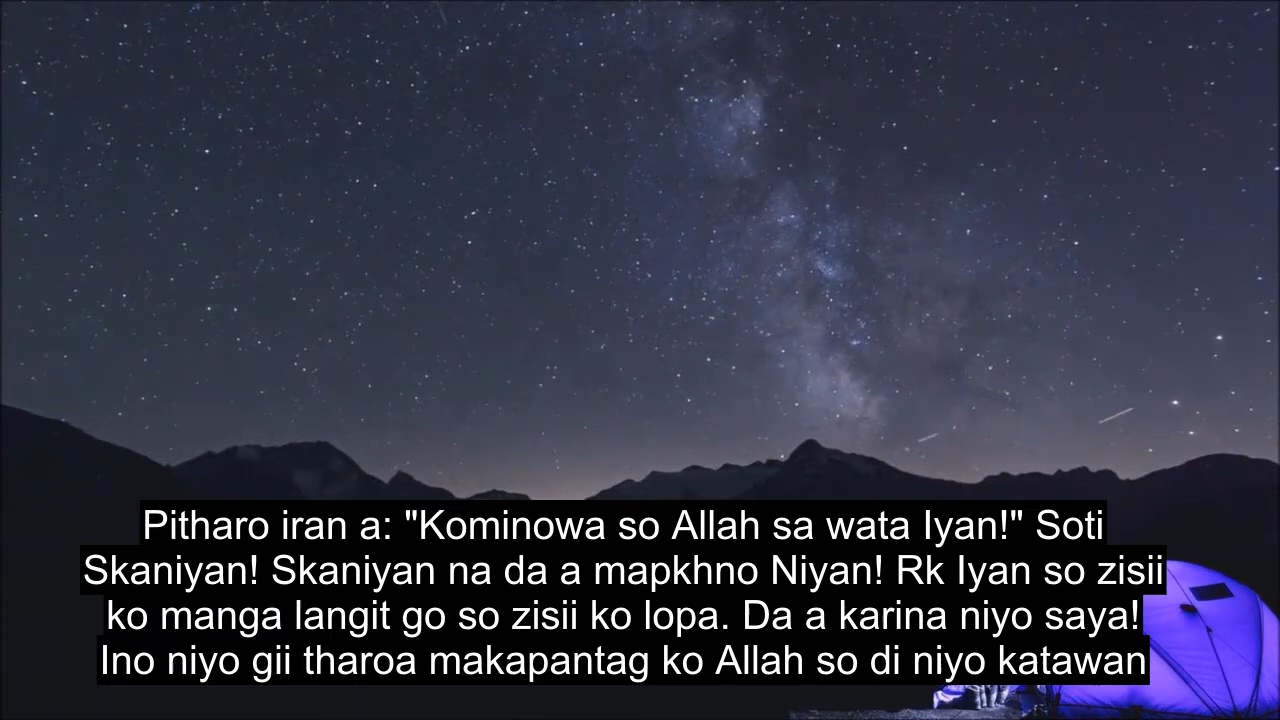 Pitharo iran a: "Kominowa so Allah sa wata Iyan!" Soti
Skaniyan! Skaniyan na da a mapkhno Niyan! Rk Iyan so zisii
ko manga langit go so zisii ko lopa. Da a karina niyo saya!
Ino niyo gii tharoa makapantag ko Allah so di niyo katawan